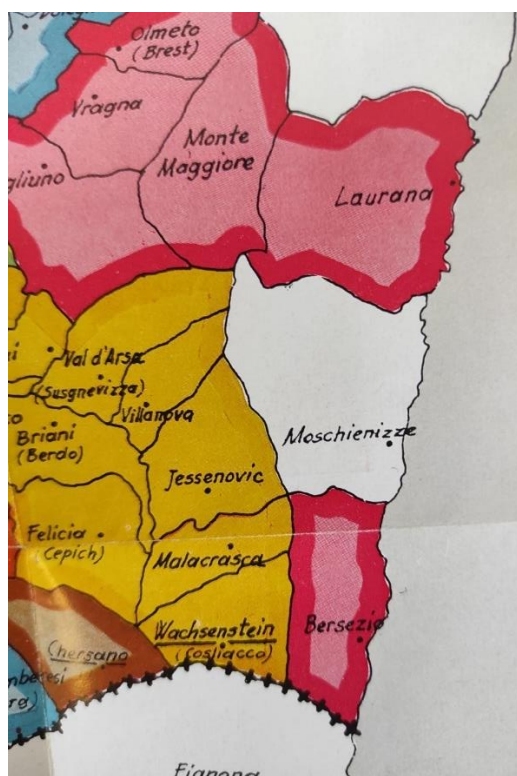 Olmeto
(Brest)
Vragna
Monte
Maggiore
Laurana
Val d'Arsa
(Susgnevizza)
Villanova
Briani
(Berdo)
Moschienizze
Jessenovic
Felicia
(Cepich)
Malacrasca
Bersezio
Wachsenstein
(Cosliacco)
Chersano
Fianona